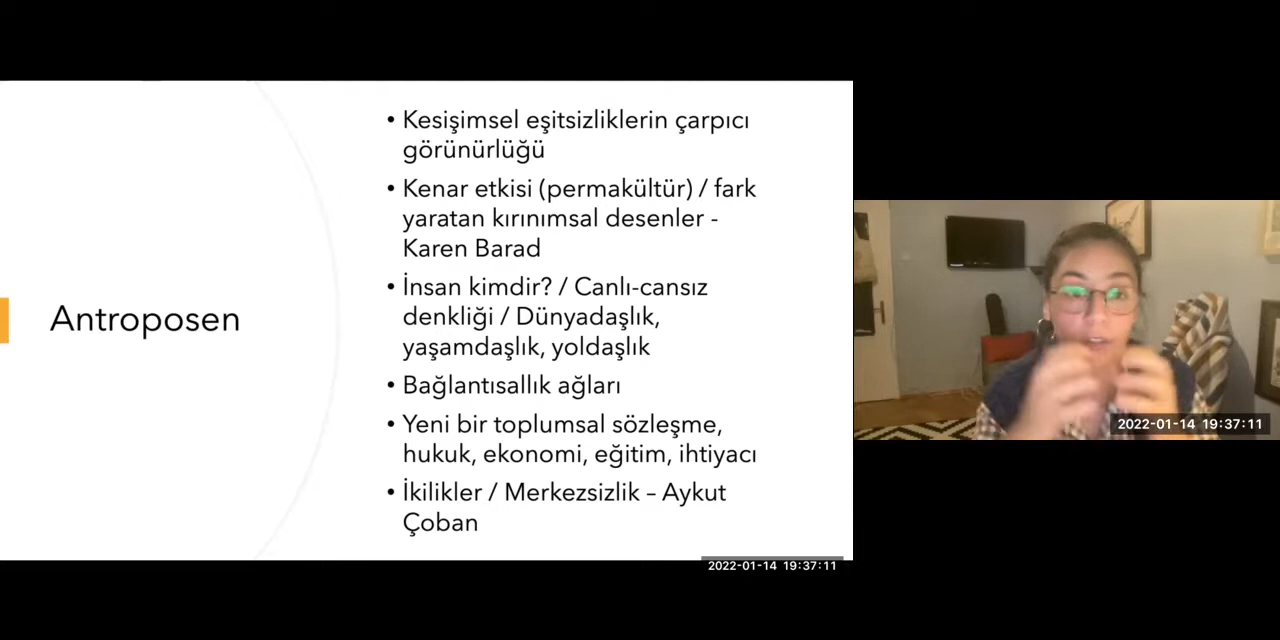 Antroposen
• Kesişimsel eşitsizliklerin çarpıcı
görünürlüğü
• Kenar etkisi (permakültür) / fark
yaratan kırınımsal desenler -
Karen Barad
• İnsan kimdir? / Canlı-cansız
denkliği / Dünyadaşlık,
yaşamdaşlık, yoldaşlık
• Bağlantısallık ağları
• Yeni bir toplumsal sözleşme,
hukuk, ekonomi, eğitim, ihtiyacı
• İkilikler / Merkezsizlik – Aykut
Çoban
2022-01-14 19:37:11
2022-01-14 19:37:11